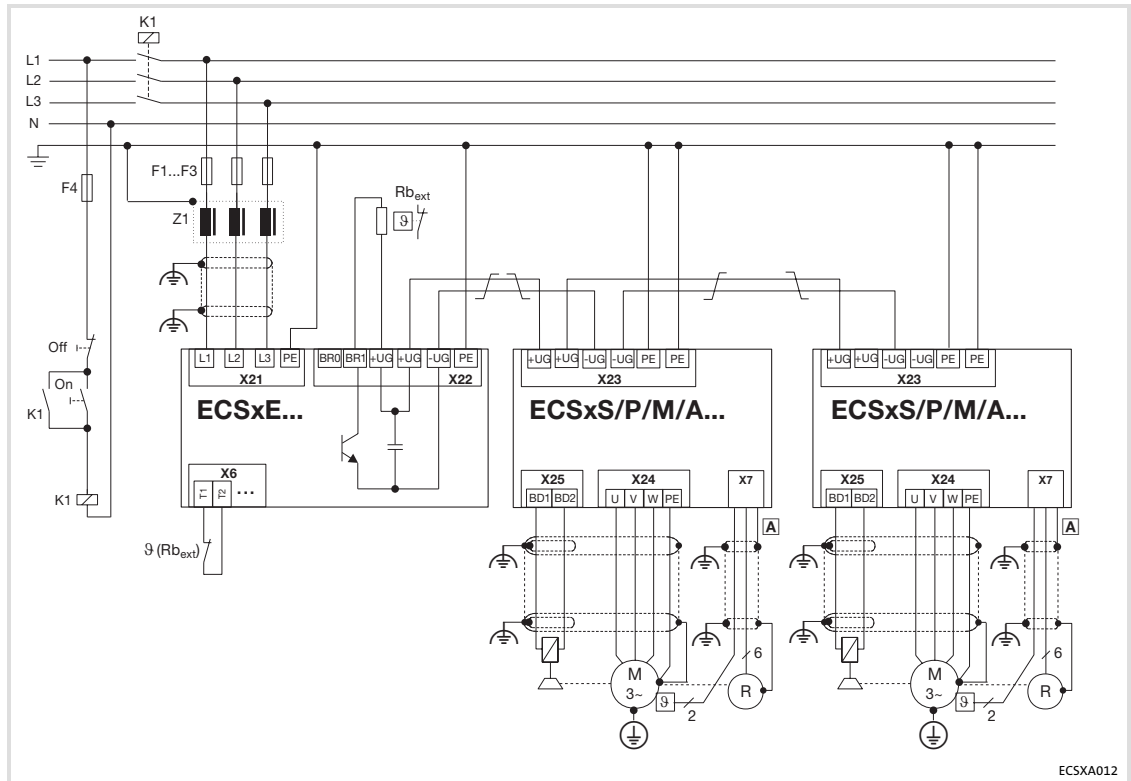 K1
L1
L2
L3
N
F4
F1...F3
Z1
Rb_ext
ϑ
Off
On
K1
K1
L1 L2 L3 PE
X21
BR0 BR1 +UG +UG -UG PE
X22
ECSxE...
X6
T1 T2 ...
ϑ (Rb_ext)
+UG +UG -UG -UG PE PE
X23
ECSxS/P/M/A...
X25
BD1 BD2
X24
U V W PE
X7
A
M
3~
ϑ
2
6
R
+UG +UG -UG -UG PE PE
X23
ECSxS/P/M/A...
X25
BD1 BD2
X24
U V W PE
X7
A
M
3~
ϑ
2
6
R
ECSXA012